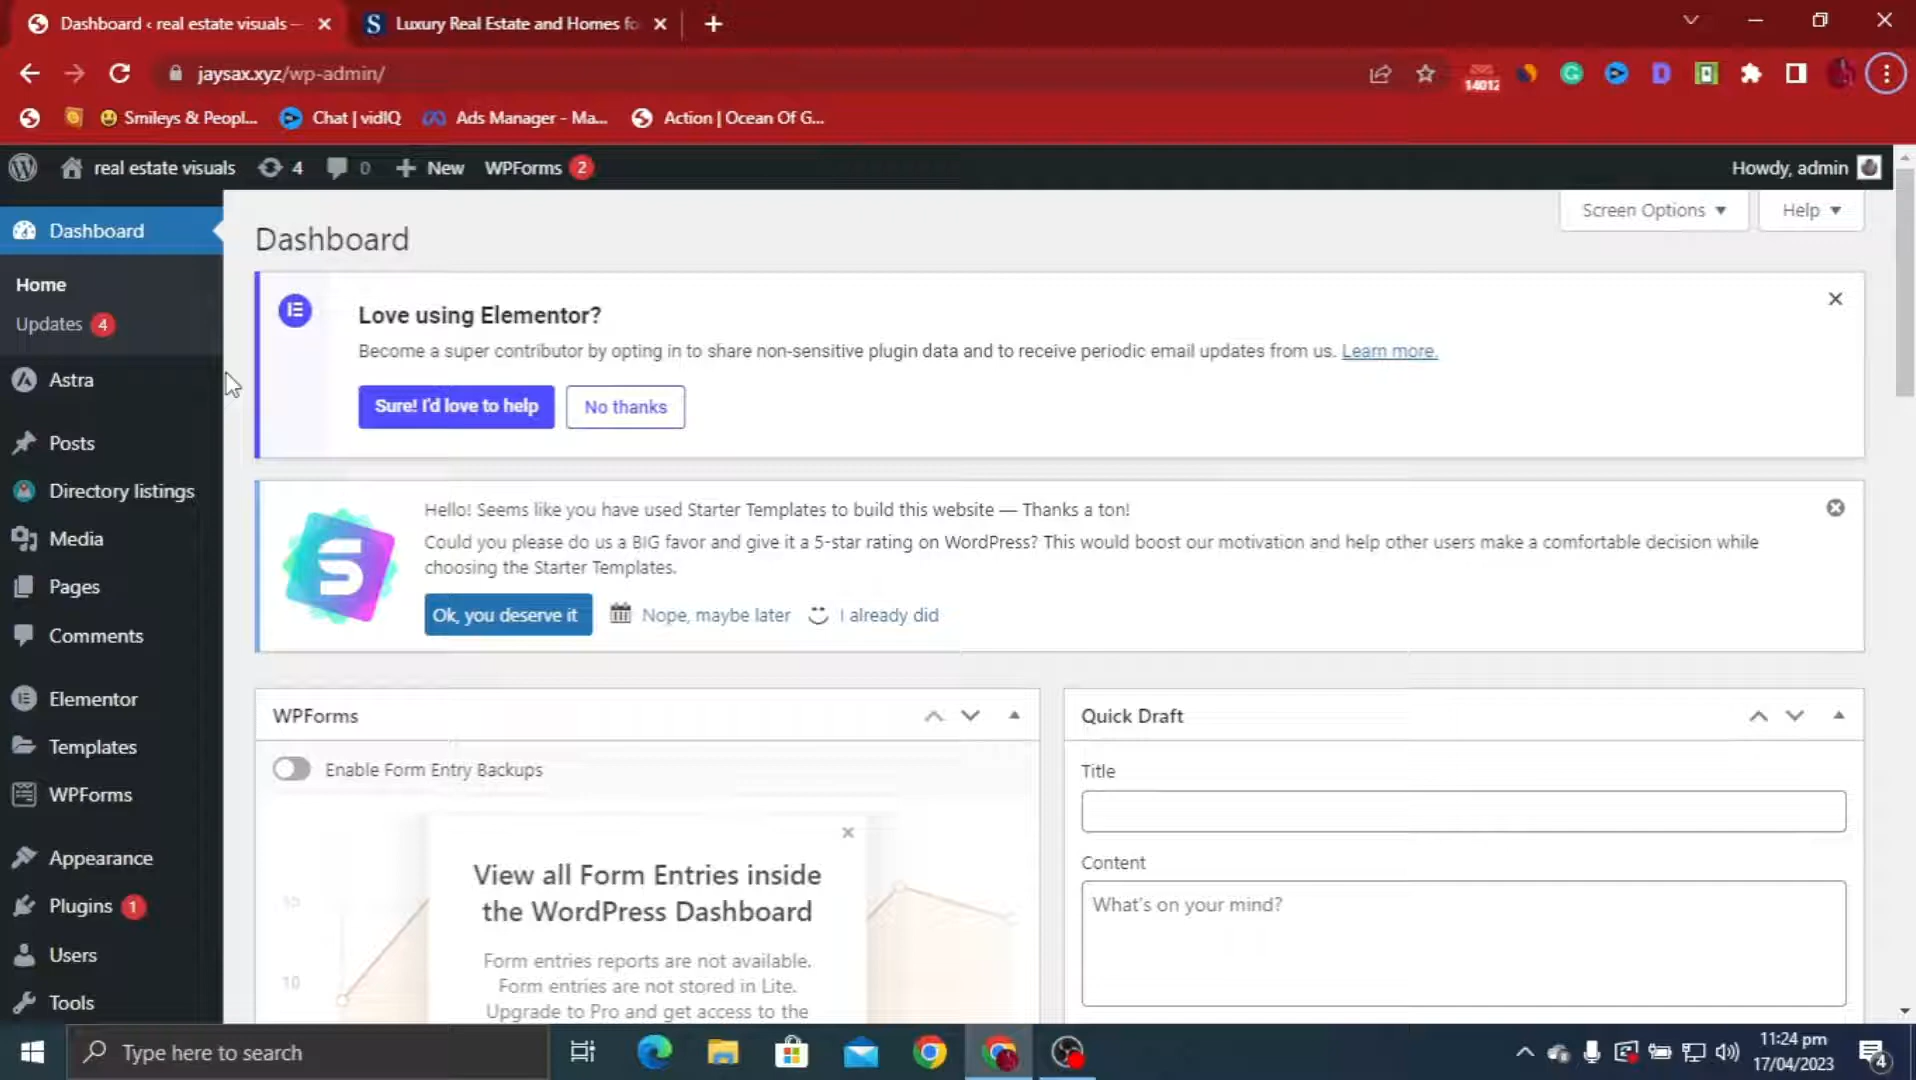 Dashboard ‹ real estate visuals –
Luxury Real Estate and Homes fo
jaysax.xyz/wp-admin/
14012
Smileys & Peopl...
Chat | vidIQ
Ads Manager - Ma...
Action | Ocean Of G...
real estate visuals
4
0
New
WPForms 2
Howdy, admin
Dashboard
Home
Updates 4
Astra
Posts
Directory listings
Media
Pages
Comments
Elementor
Templates
WPForms
Appearance
Plugins 1
Users
Tools
Screen Options
Help
Dashboard
Love using Elementor?
Become a super contributor by opting in to share non-sensitive plugin data and to receive periodic email updates from us. Learn more.
Sure! I'd love to help
No thanks
Hello! Seems like you have used Starter Templates to build this website — Thanks a ton!
Could you please do us a BIG favor and give it a 5-star rating on WordPress? This would boost our motivation and help other users make a comfortable decision while
choosing the Starter Templates.
Ok, you deserve it
Nope, maybe later
I already did
WPForms
Enable Form Entry Backups
View all Form Entries inside
the WordPress Dashboard
Form entries reports are not available.
Form entries are not stored in Lite.
Upgrade to Pro and get access to the
10
Quick Draft
Title
Content
What's on your mind?
Type here to search
11:24 pm
17/04/2023
4